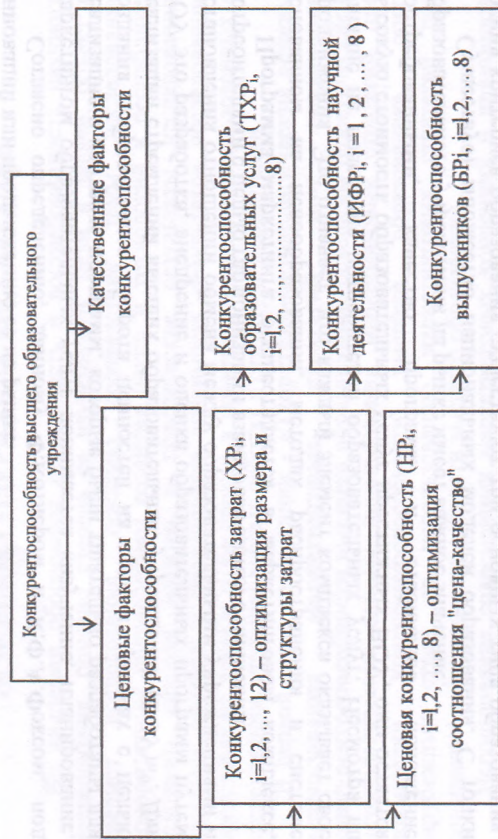 Конкурентоспособность высшего образовательного
учреждения
Ценовые факторы
конкурентоспособности
Качественные факторы
конкурентоспособности
Конкурентоспособность затрат (ХРi,
i=1,2, ..., 12) – оптимизация размера и
структуры затрат
Ценовая конкурентоспособность (НРi,
i=1,2, ..., 8) – оптимизация
соотношения "цена-качество"
Конкурентоспособность
образовательных услуг (ТХРi,
i=1,2, ...,.....................8)
Конкурентоспособность научной
деятельности (ИФРi, i = 1, 2 , ... , 8 )
Конкурентоспособность
выпускников (БРi, i=1,2,...,8)